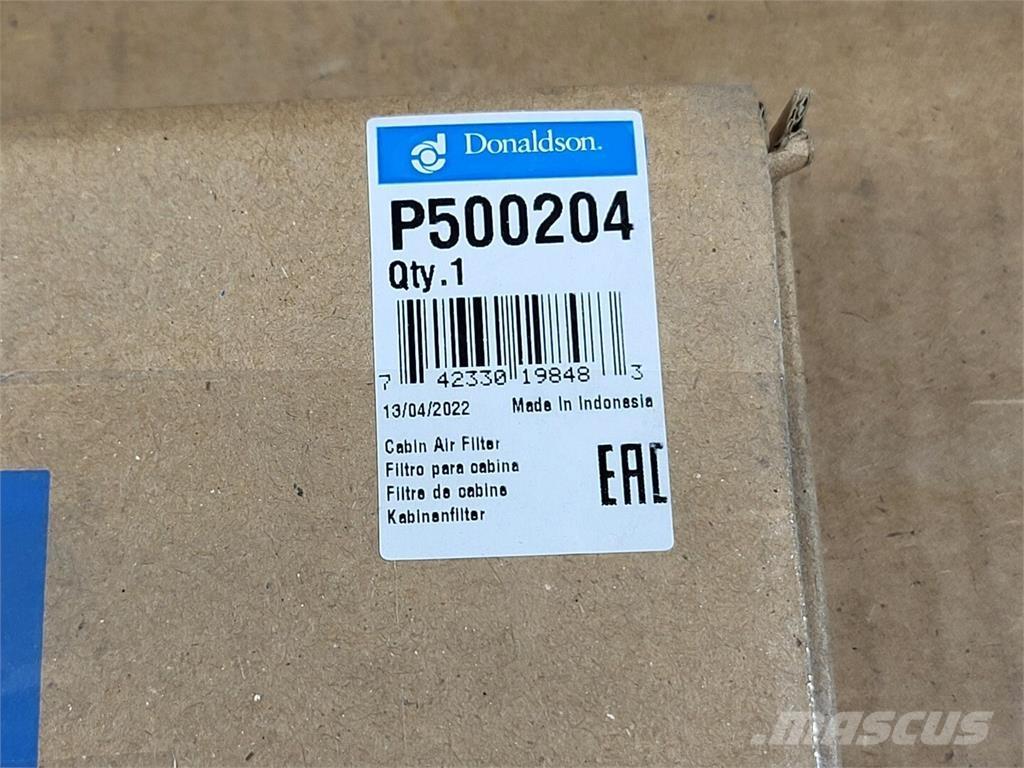 Donaldson.
P500204
Qty.1
7 42330 19848 3
13/04/2022 Made In Indonesia
Cabin Air Filter
Filtro para cabina
Filtre de cabine
Kabinenfilter
EAC
mascus